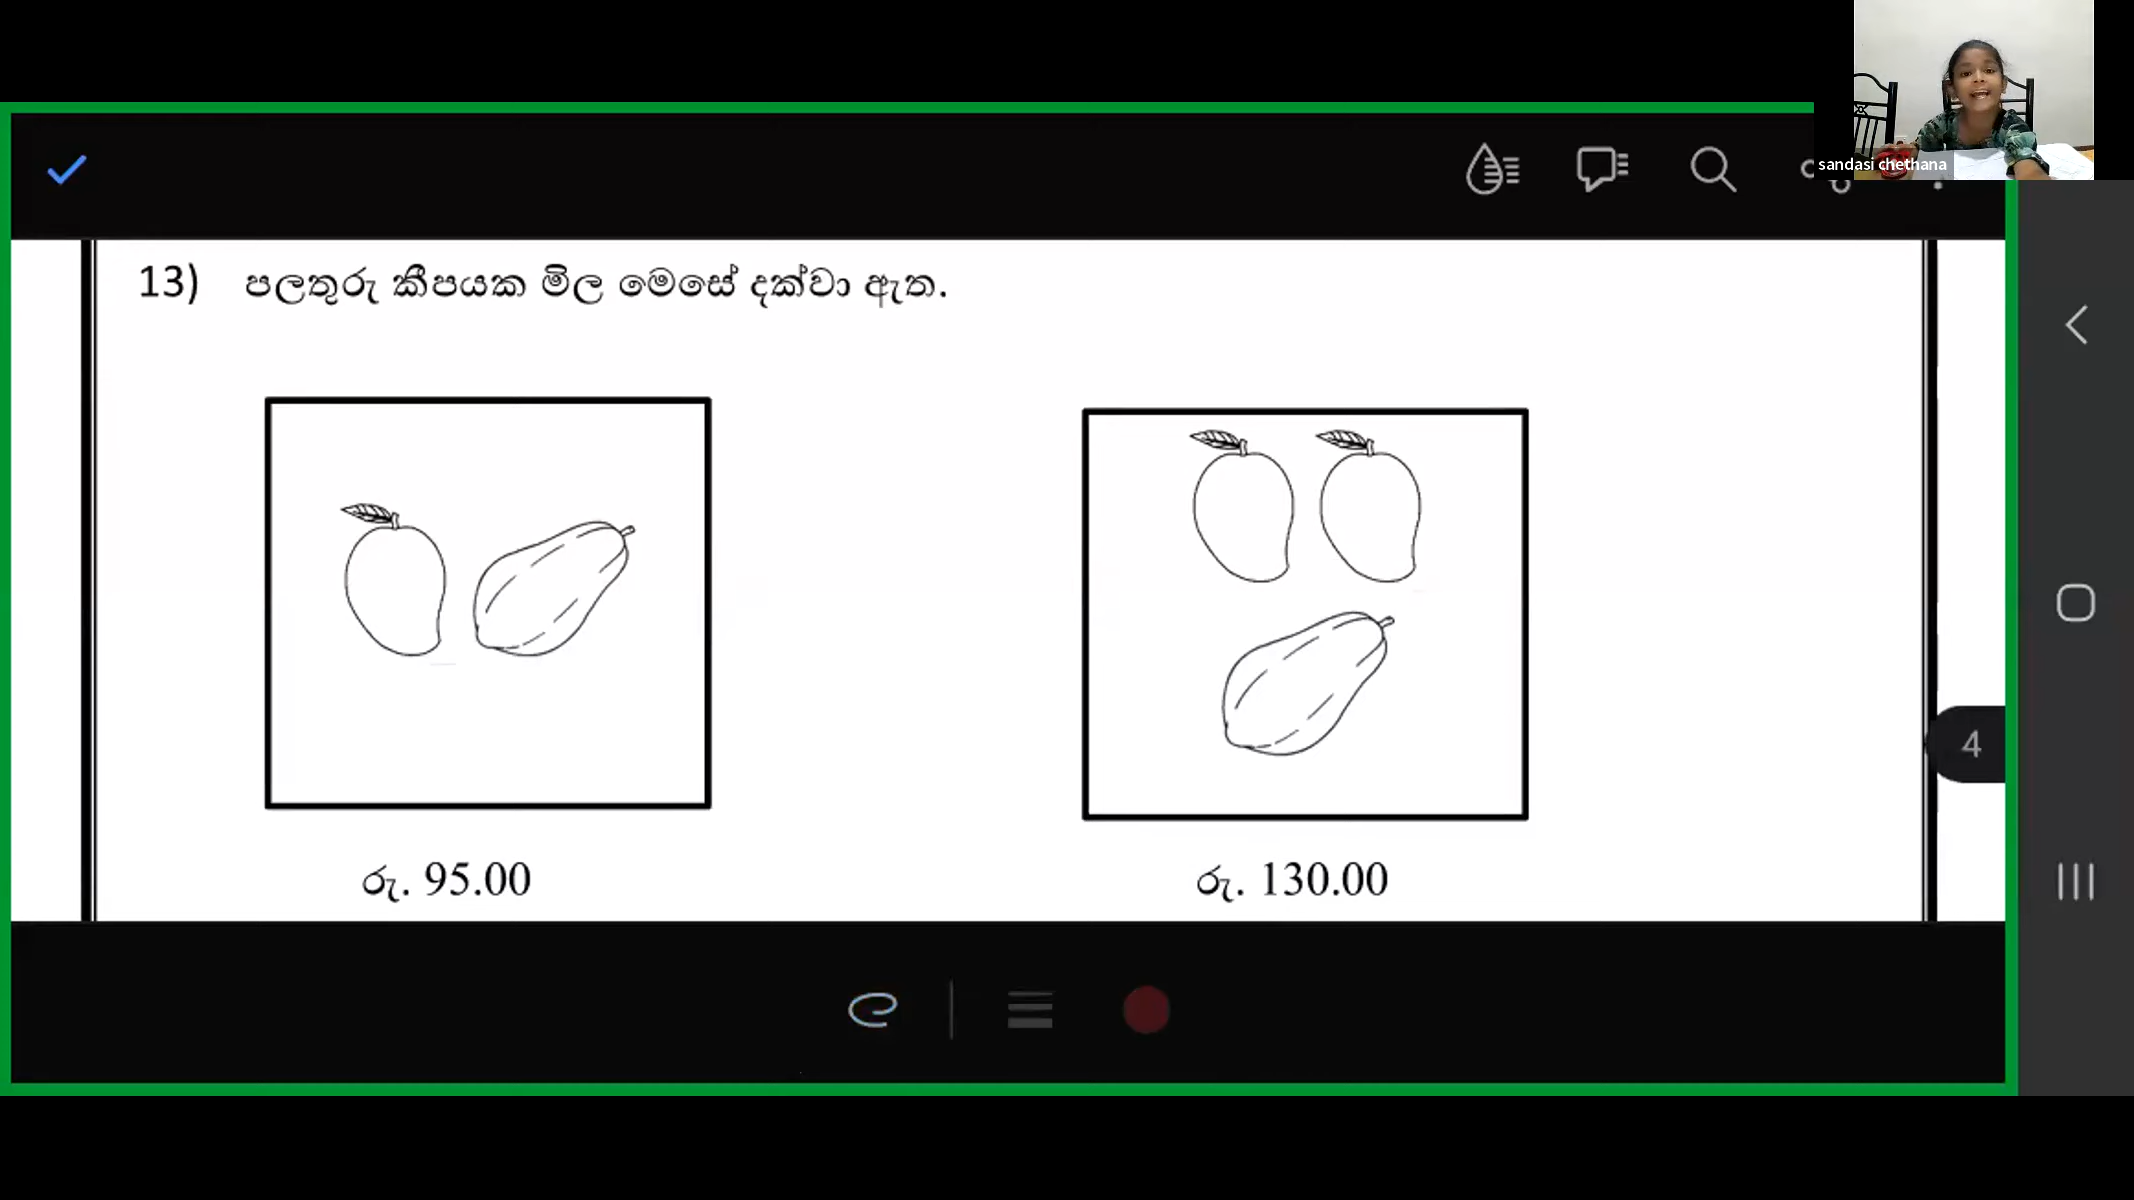 sandasi chethana
13) පලතුරු කීපයක මිල මෙසේ දක්වා ඇත.
4
රු. 95.00
රු. 130.00